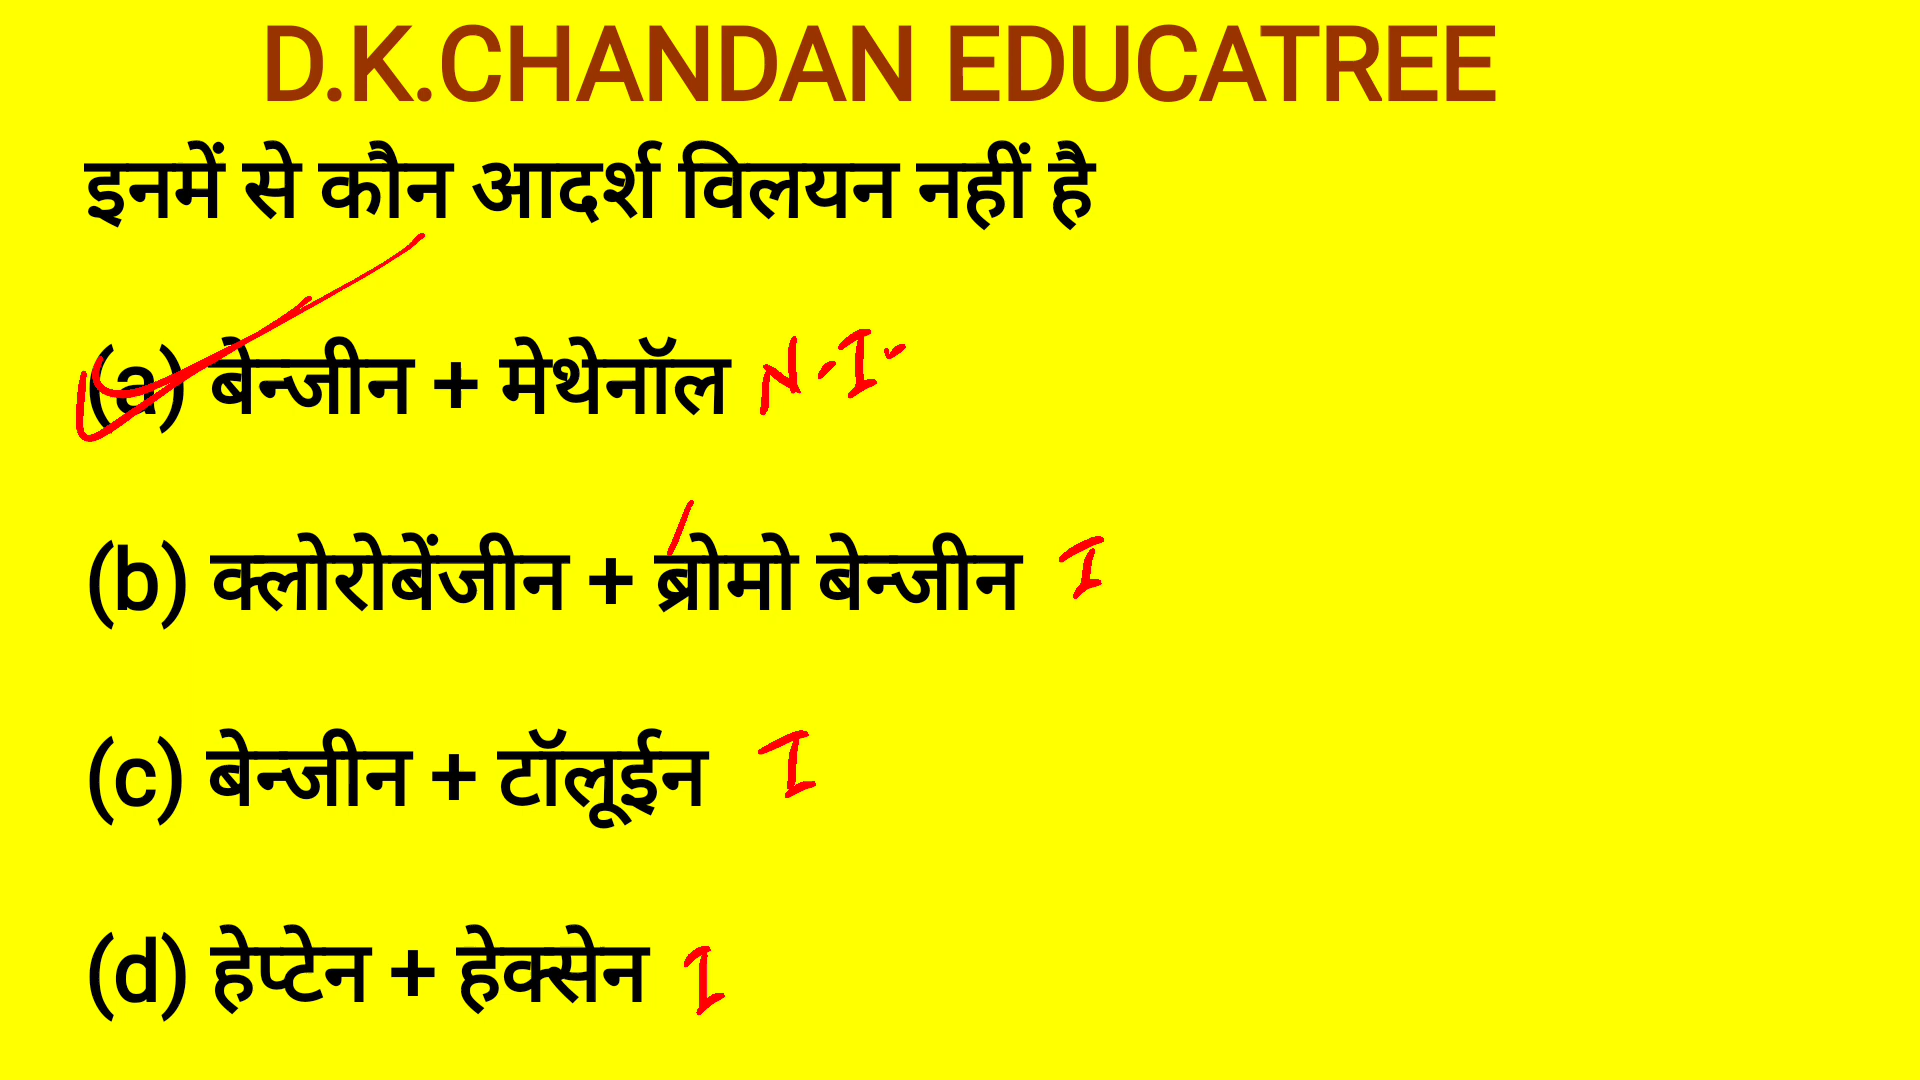 D.K.CHANDAN EDUCATREE
इनमें से कौन आदर्श विलयन नहीं है
(a) बेन्जीन + मेथेनॉल N.I.
(b) क्लोरोबेंजीन + ब्रोमो बेन्जीन I
(c) बेन्जीन + टॉलूईन I
(d) हेप्टेन + हेक्सेन I